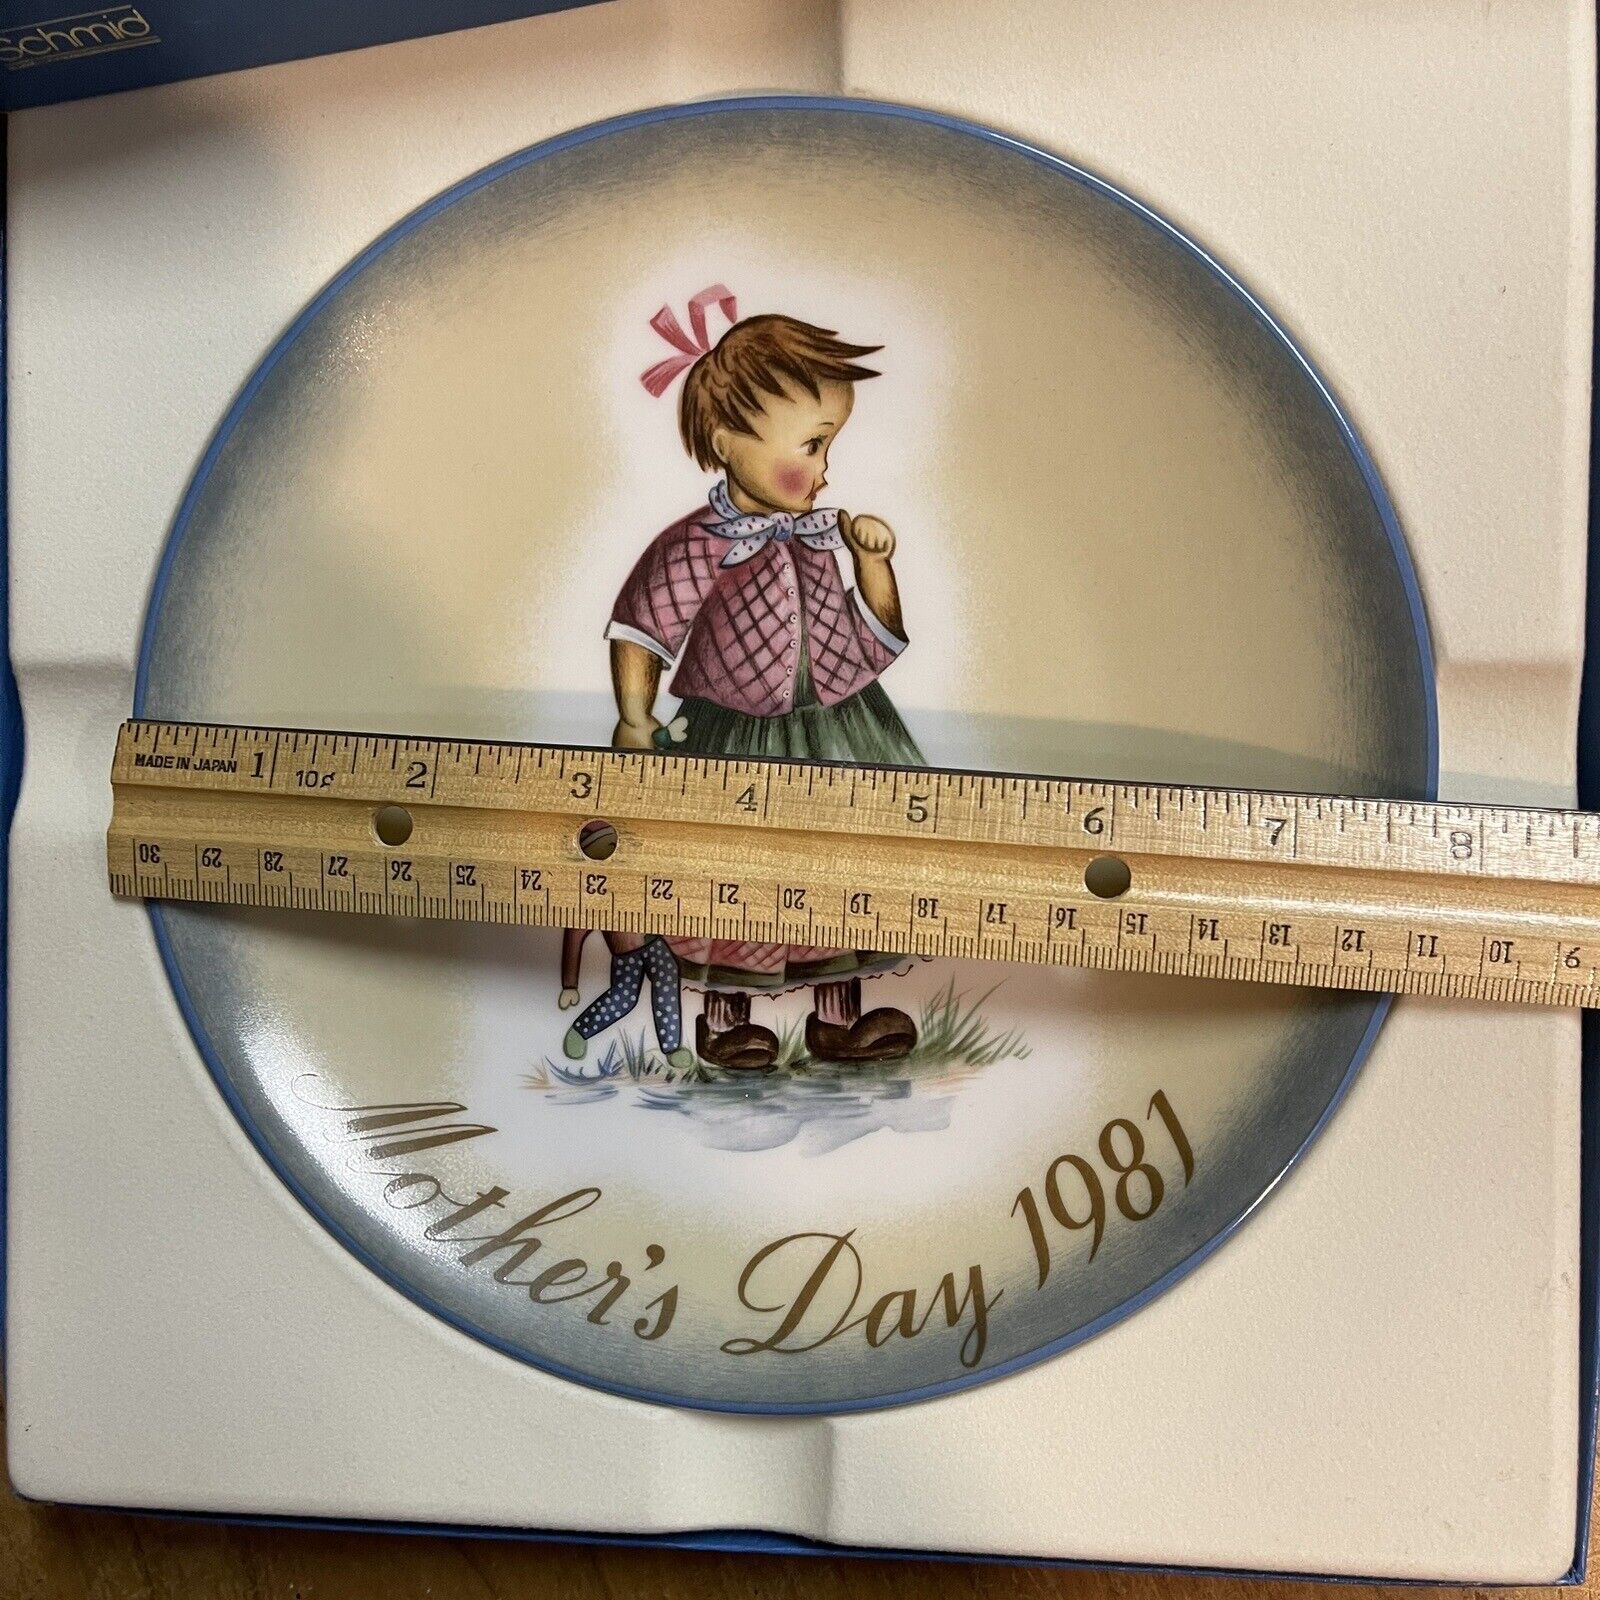 Schmid
MADE IN JAPAN 1 10¢ 2 3 4 5 6 7 8
30 29 28 27 26 25 24 23 22 21 20 19 18 17 16 15 14 13 12 11 10 9
Mother's Day 1981